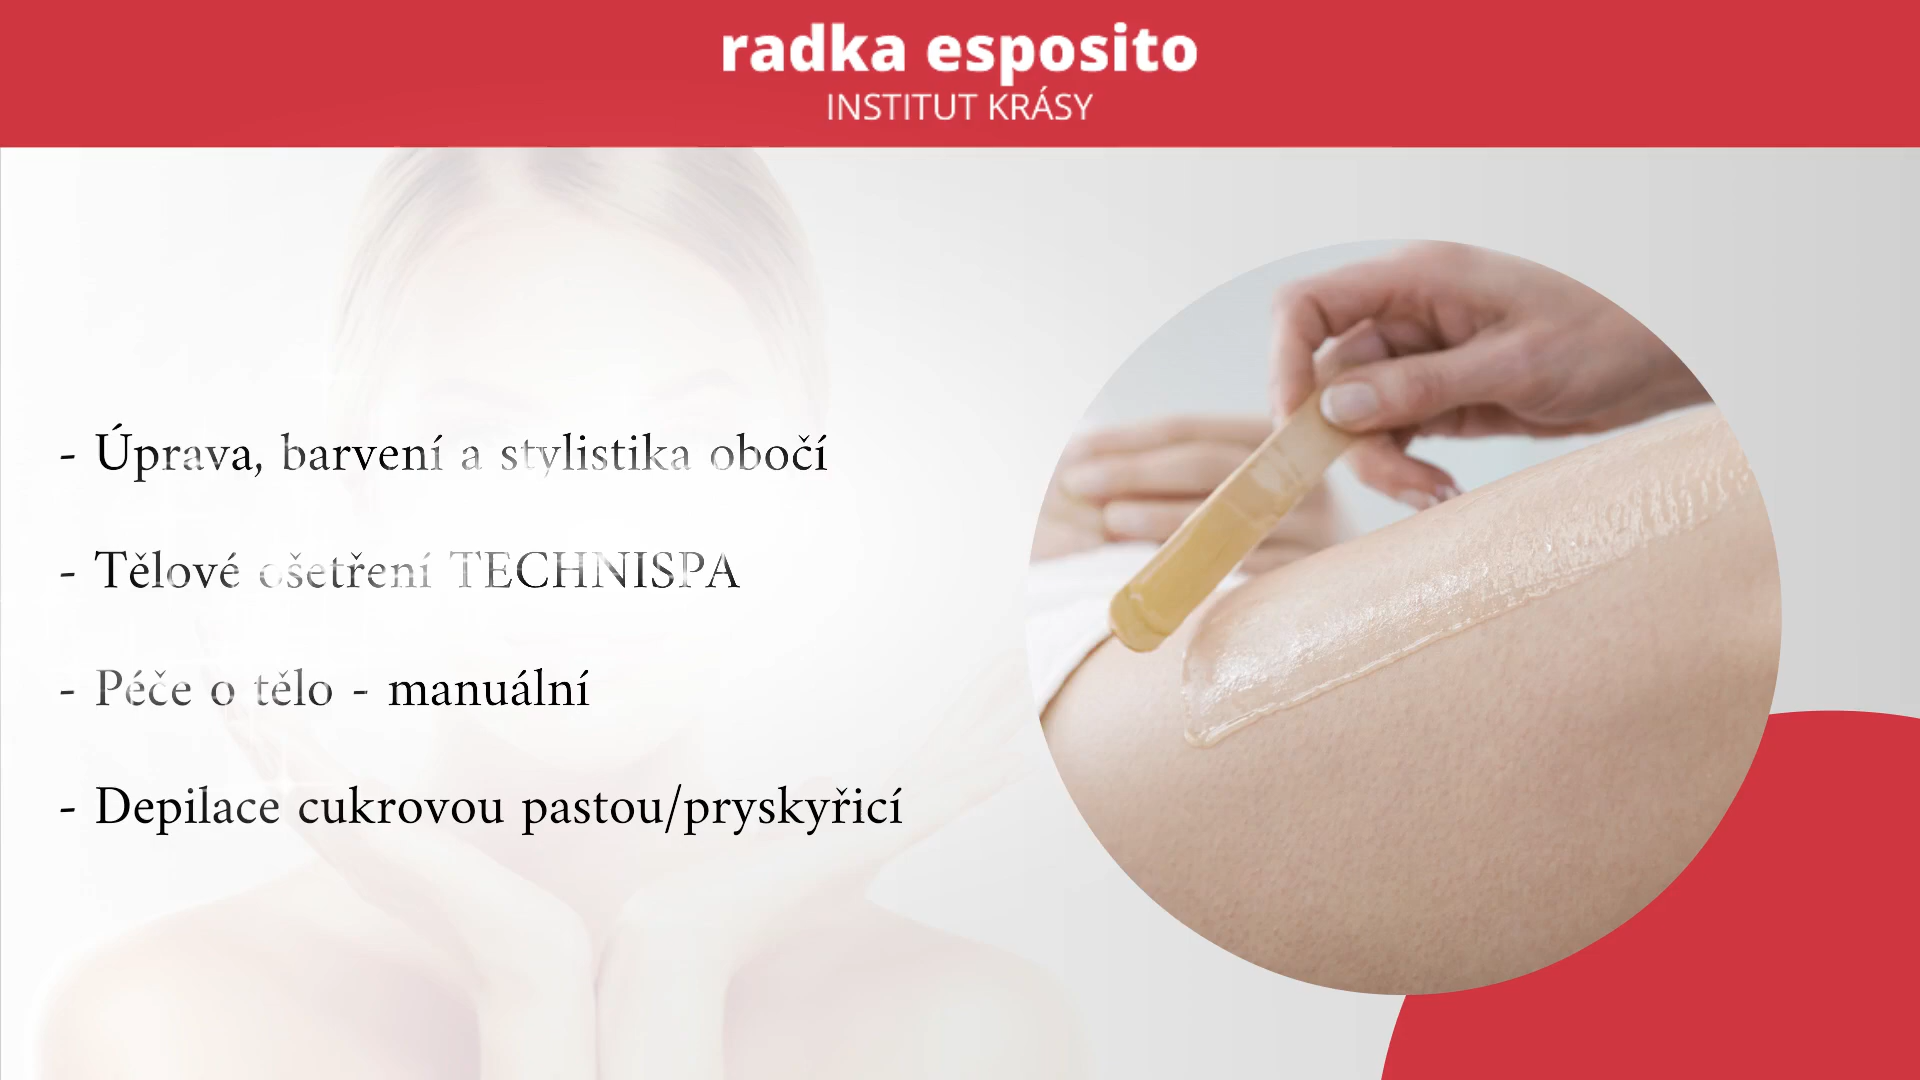 radka esposito
INSTITUT KRÁSY
- Úprava, barvení a stylistika obočí
- Tělové ošetření TECHNISPA
- Péče o tělo - manuální
- Depilace cukrovou pastou/pryskyřicí